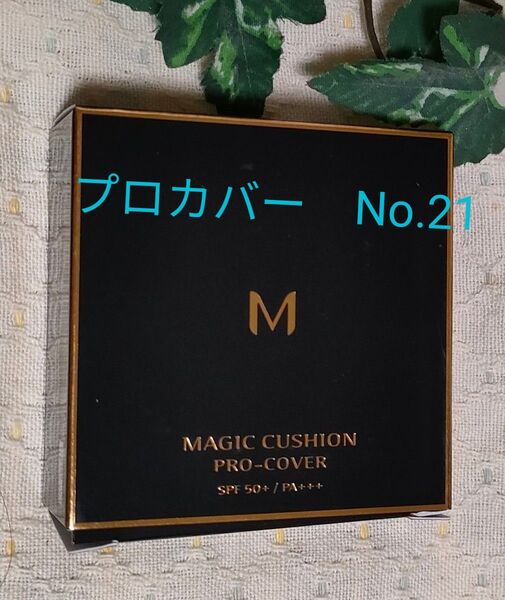 プロカバー　No.21
M
MAGIC CUSHION
PRO-COVER
SPF 50+ / PA+++